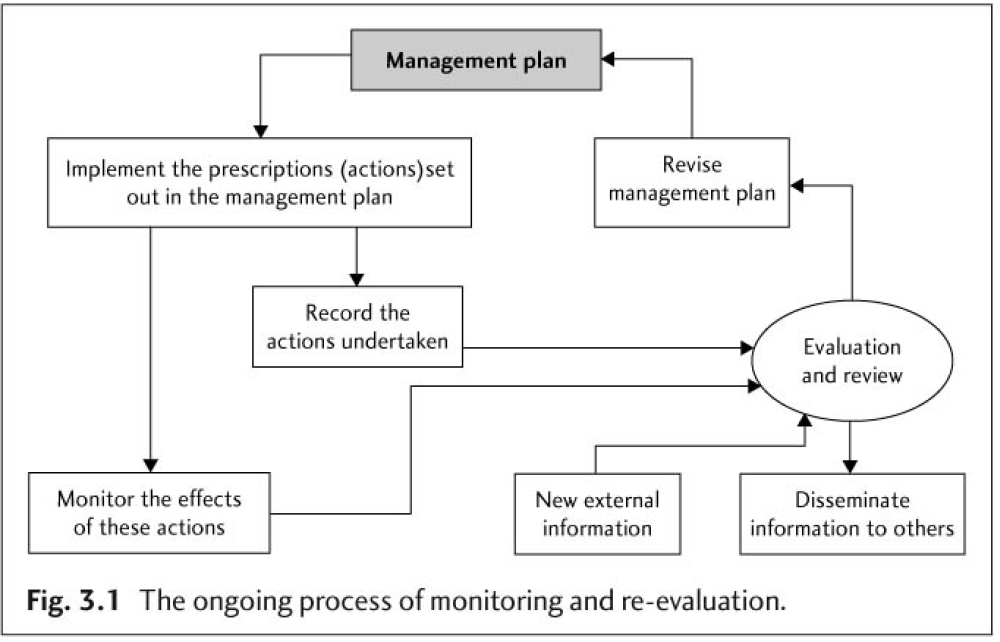 Management plan
Implement the prescriptions (actions)set
out in the management plan
Revise
management plan
Record the
actions undertaken
Evaluation
and review
Monitor the effects
of these actions
New external
information
Disseminate
information to others
Fig. 3.1 The ongoing process of monitoring and re-evaluation.